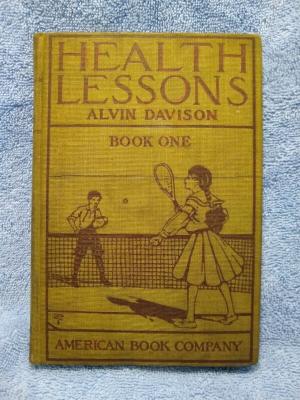 HEALTH
LESSONS
ALVIN DAVISON
BOOK ONE
AMERICAN BOOK COMPANY